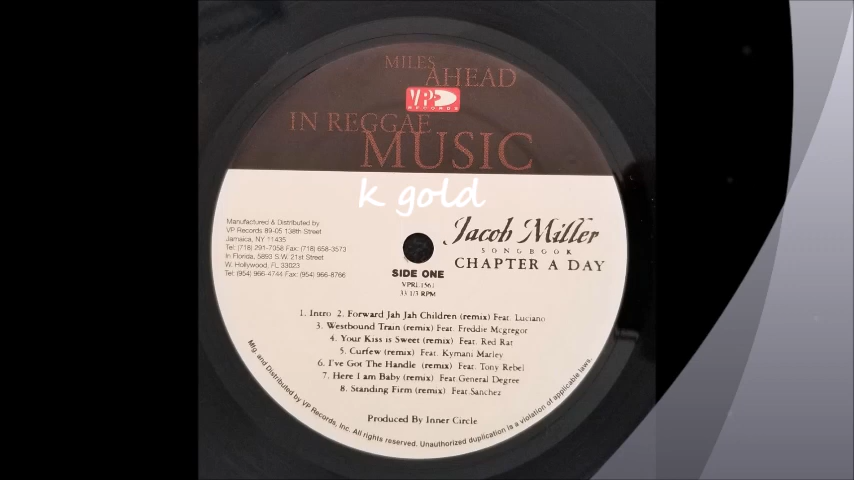 MILES
AHEAD
VP
RECORDS
IN REGGAE
MUSIC
k gold
Manufactured & Distributed by
VP Records 89-05 138th Street
Jamaica, NY 11435
Tel: (718) 291-7058 Fax: (718) 658-3573
In Florida, 5893 S.W. 21st Street
W. Hollywood, FL 33023
Tel: (954) 966-4744 Fax: (954) 966-8766
Jacob Miller
SONGBOOK
CHAPTER A DAY
SIDE ONE
VPRL1561
33 1/3 RPM
1. Intro 2. Forward Jah Jah Children (remix) Feat. Luciano
3. Westbound Train (remix) Feat. Freddie Mcgregor
4. Your Kiss is Sweet (remix) Feat. Red Rat
5. Curfew (remix) Feat. Kymani Marley
6. I've Got The Handle (remix) Feat. Tony Rebel
7. Here I am Baby (remix) Feat.General Degree
8. Standing Firm (remix) Feat.Sanchez
Produced By Inner Circle
Mfg. and Distributed by VP Records, Inc. All rights reserved. Unauthorized duplication is a violation of applicable laws.